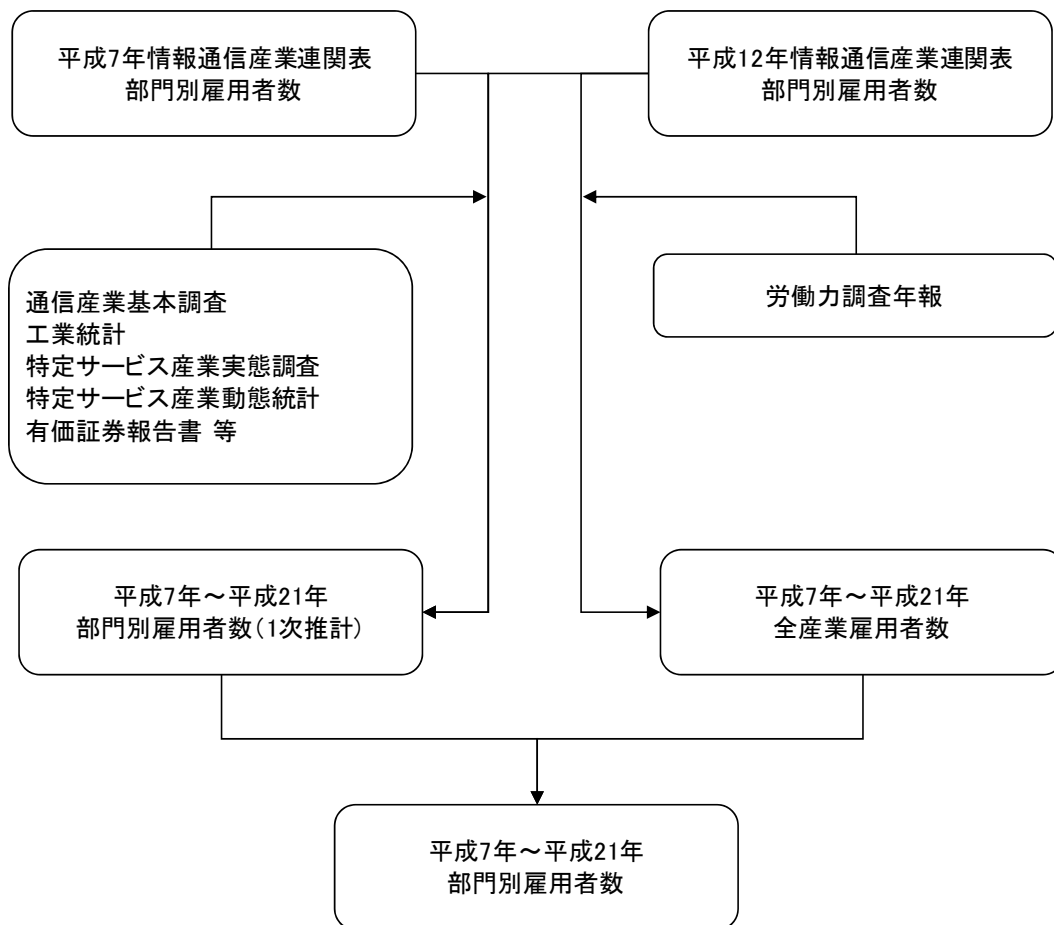 平成7年情報通信産業連関表
部門別雇用者数
平成12年情報通信産業連関表
部門別雇用者数
通信産業基本調査
工業統計
特定サービス産業実態調査
特定サービス産業動態統計
有価証券報告書 等
労働力調査年報
平成7年～平成21年
部門別雇用者数(1次推計)
平成7年～平成21年
全産業雇用者数
平成7年～平成21年
部門別雇用者数